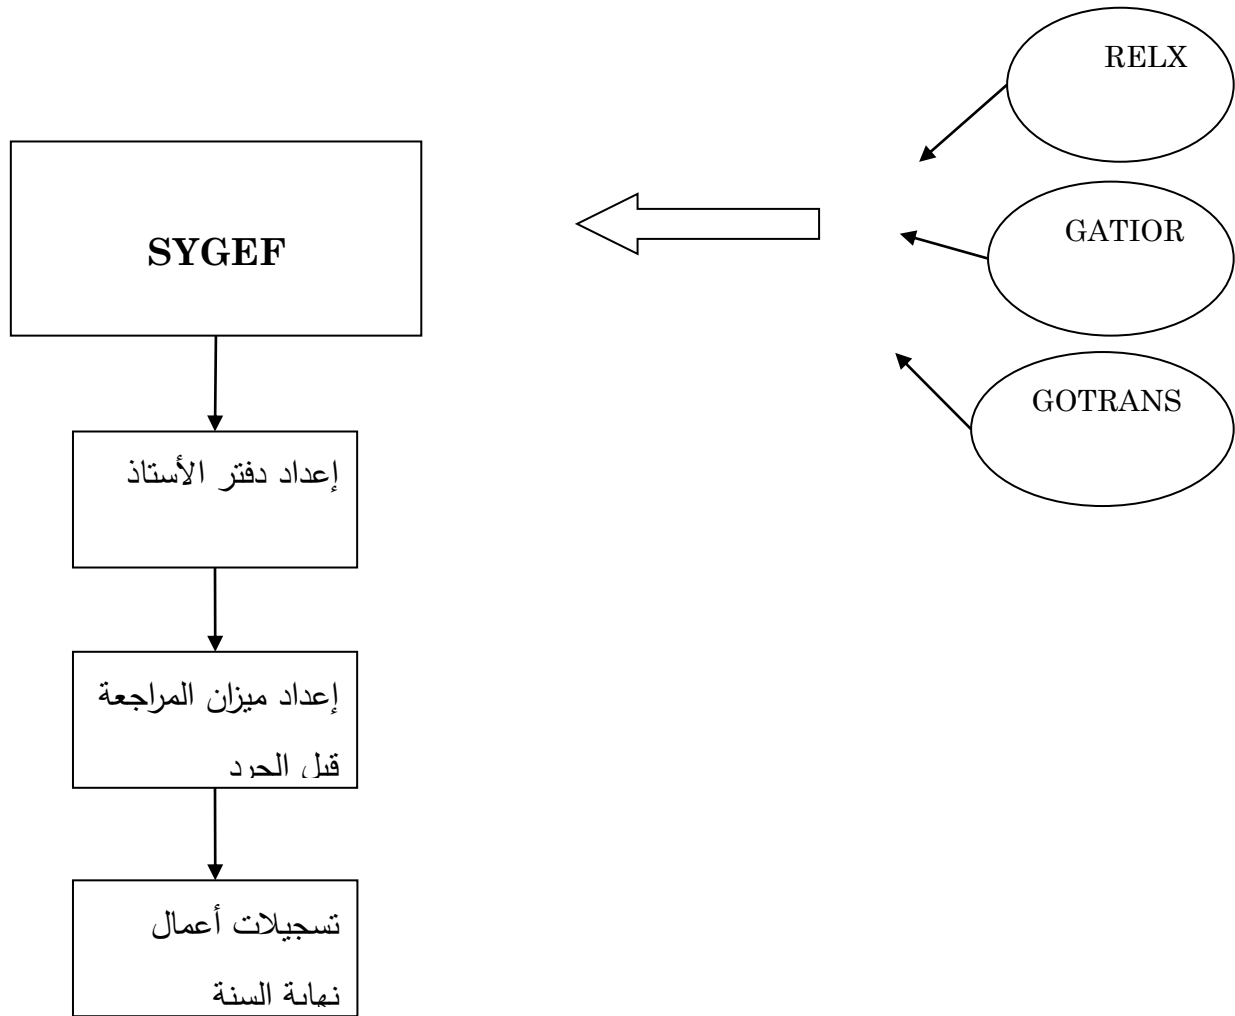 RELX
GATIOR
SYGEF
GOTRANS
إعداد دفتر الأستاذ
إعداد ميزان المراجعة
قبل الجرد
تسجيلات أعمال
نهاية السنة